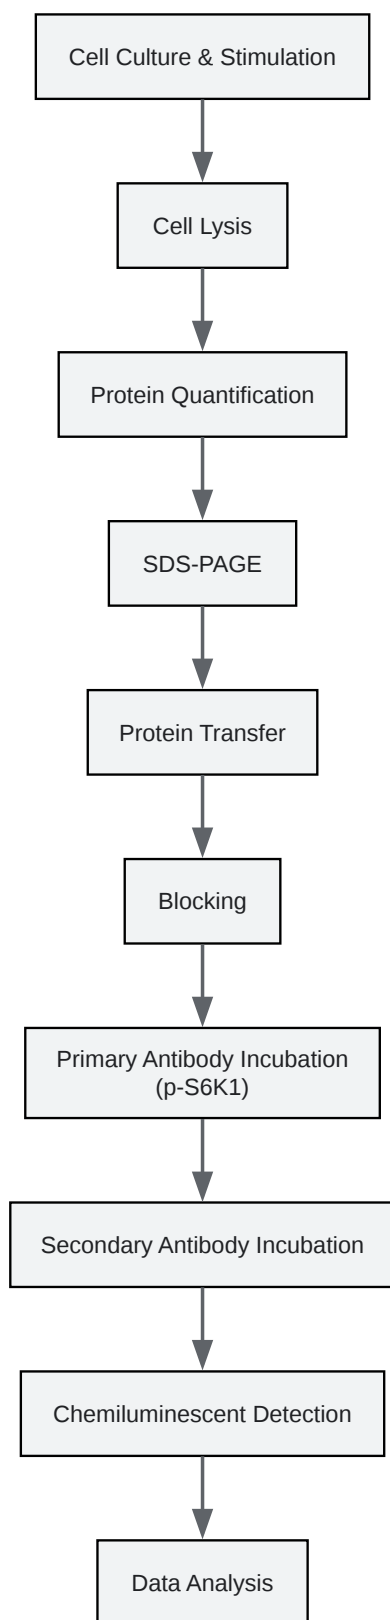 Cell Culture & Stimulation
Cell Lysis
Protein Quantification
SDS-PAGE
Protein Transfer
Blocking
Primary Antibody Incubation
(p-S6K1)
Secondary Antibody Incubation
Chemiluminescent Detection
Data Analysis